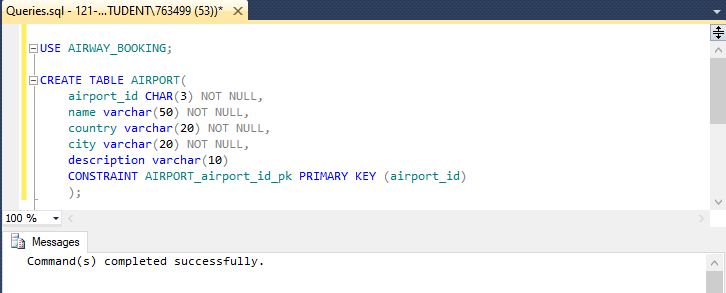 Queries.sql - 121-...TUDENT\763499 (53))*
USE AIRWAY_BOOKING;
CREATE TABLE AIRPORT(
airport_id CHAR(3) NOT NULL,
name varchar(50) NOT NULL,
country varchar(20) NOT NULL,
city varchar(20) NOT NULL,
description varchar(10)
CONSTRAINT AIRPORT_airport_id_pk PRIMARY KEY (airport_id)
);
100 %
Messages
Command(s) completed successfully.